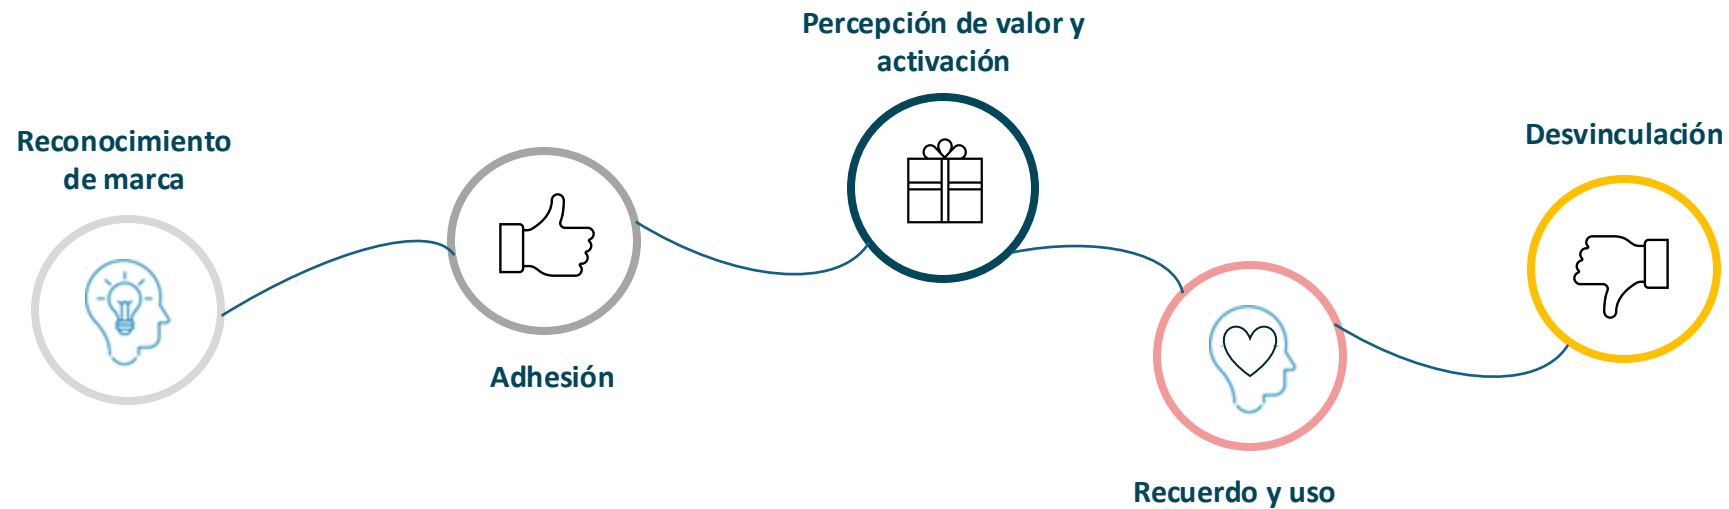 Reconocimiento
de marca
Adhesión
Percepción de valor y
activación
Recuerdo y uso
Desvinculación